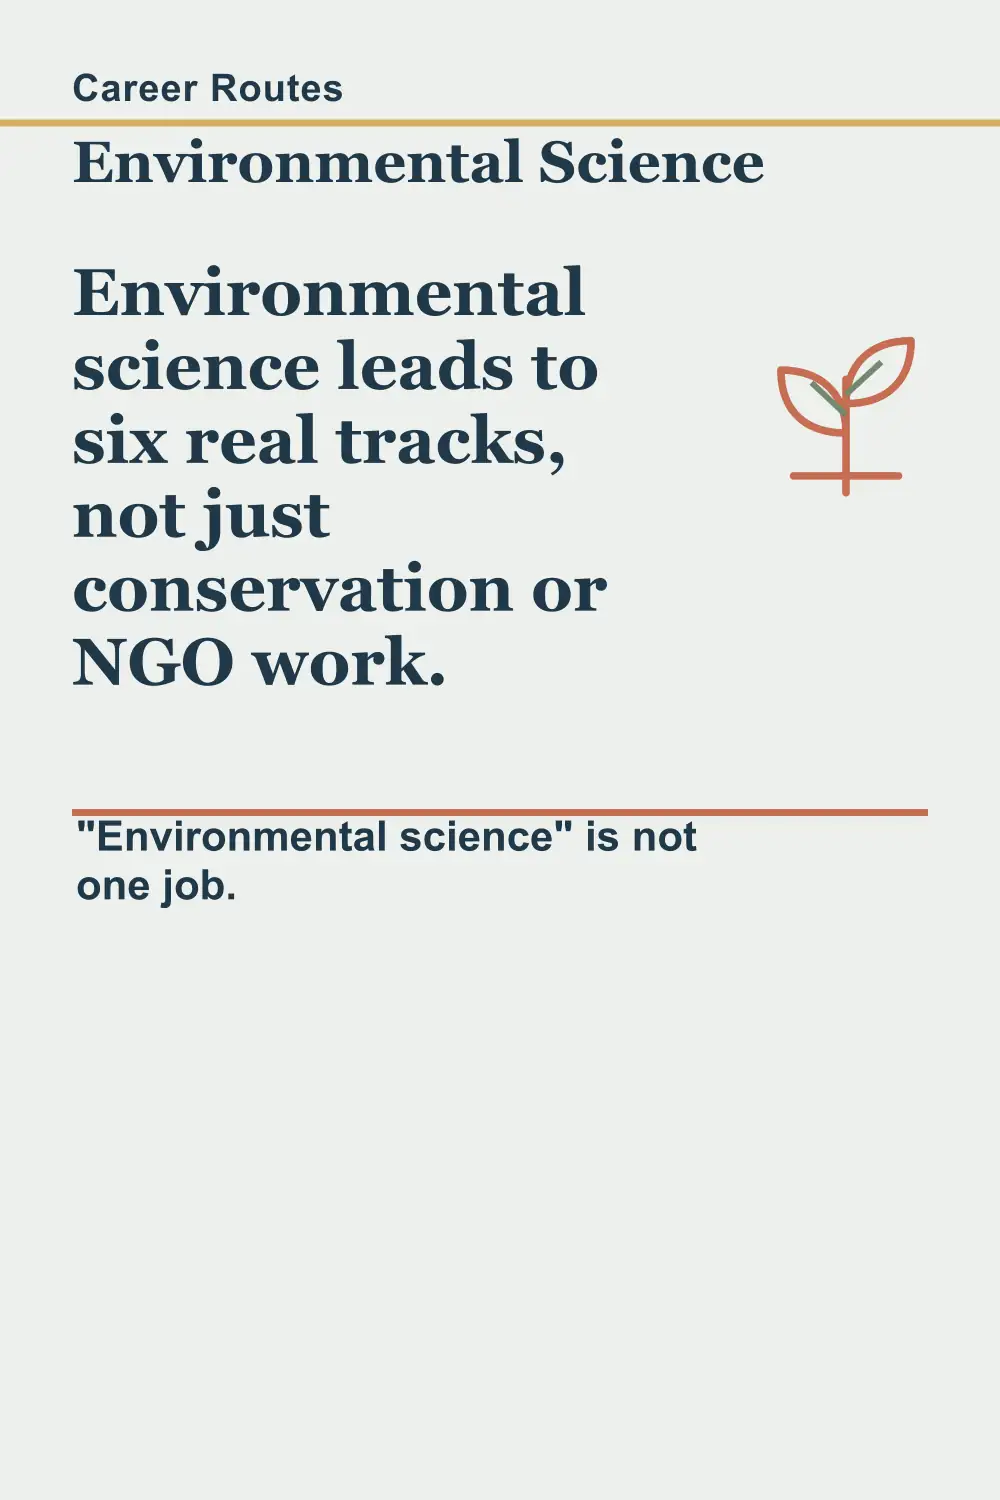 Career Routes
Environmental Science
Environmental
science leads to
six real tracks,
not just
conservation or
NGO work.
"Environmental science" is not
one job.